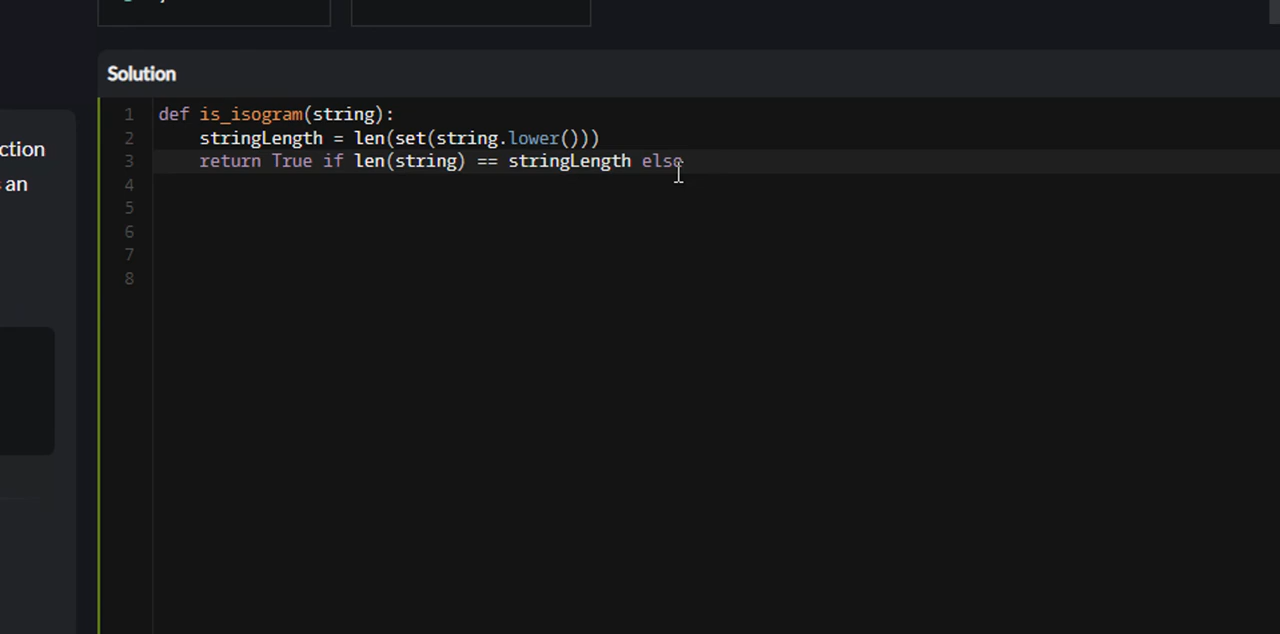 Solution
ction
an
1 def is_isogram(string):
2 stringLength = len(set(string.lower()))
3 return True if len(string) == stringLength else
4
5
6
7
8